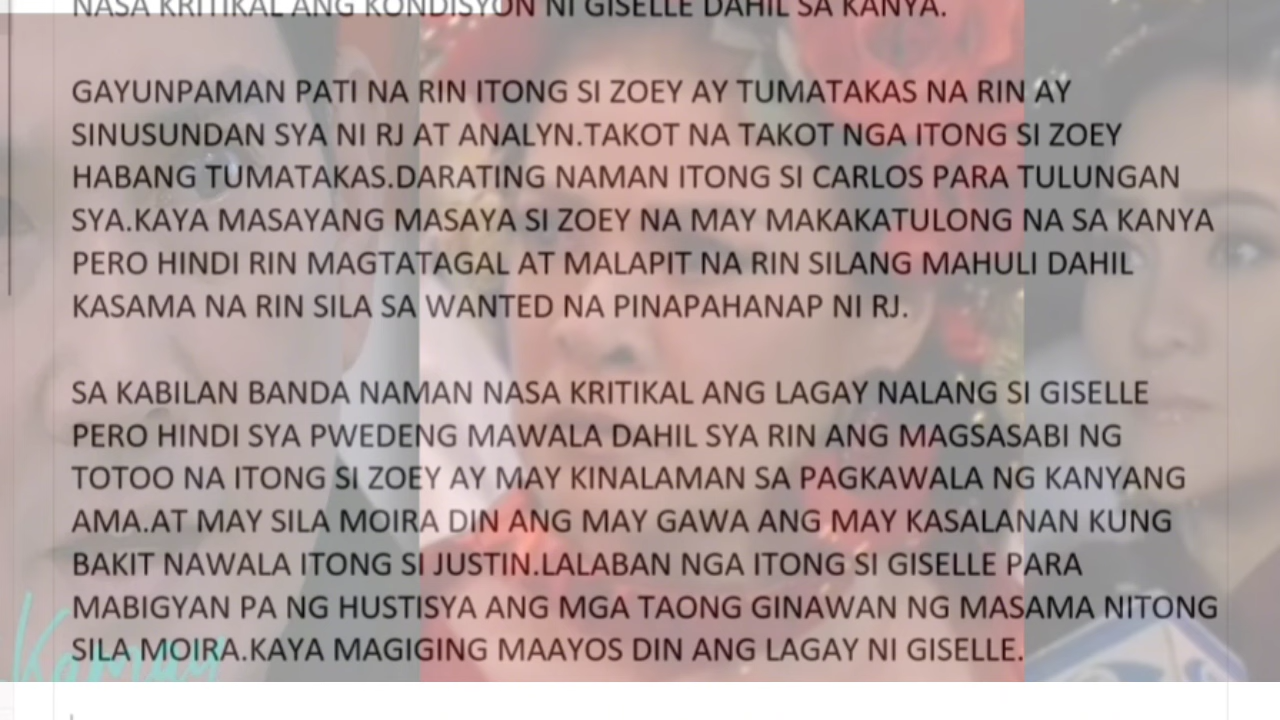 NASA KRITIKAL ANG KONDISYON NI GISELLE DAHIL SA KANYA.
GAYUNPAMAN PATI NA RIN ITONG SI ZOEY AY TUMATAKAS NA RIN AY
SINUSUNDAN SYA NI RJ AT ANALYN.TAKOT NA TAKOT NGA ITONG SI ZOEY
HABANG TUMATAKAS.DARATING NAMAN ITONG SI CARLOS PARA TULUNGAN
SYA.KAYA MASAYANG MASAYA SI ZOEY NA MAY MAKAKATULONG NA SA KANYA
PERO HINDI RIN MAGTATAGAL AT MALAPIT NA RIN SILANG MAHULI DAHIL
KASAMA NA RIN SILA SA WANTED NA PINAPAHANAP NI RJ.
SA KABILAN BANDA NAMAN NASA KRITIKAL ANG LAGAY NALANG SI GISELLE
PERO HINDI SYA PWEDENG MAWALA DAHIL SYA RIN ANG MAGSASABI NG
TOTOO NA ITONG SI ZOEY AY MAY KINALAMAN SA PAGKAWALA NG KANYANG
AMA.AT MAY SILA MOIRA DIN ANG MAY GAWA ANG MAY KASALANAN KUNG
BAKIT NAWALA ITONG SI JUSTIN.LALABAN NGA ITONG SI GISELLE PARA
MABIGYAN PA NG HUSTISYA ANG MGA TAONG GINAWAN NG MASAMA NITONG
SILA MOIRA.KAYA MAGIGING MAAYOS DIN ANG LAGAY NI GISELLE.